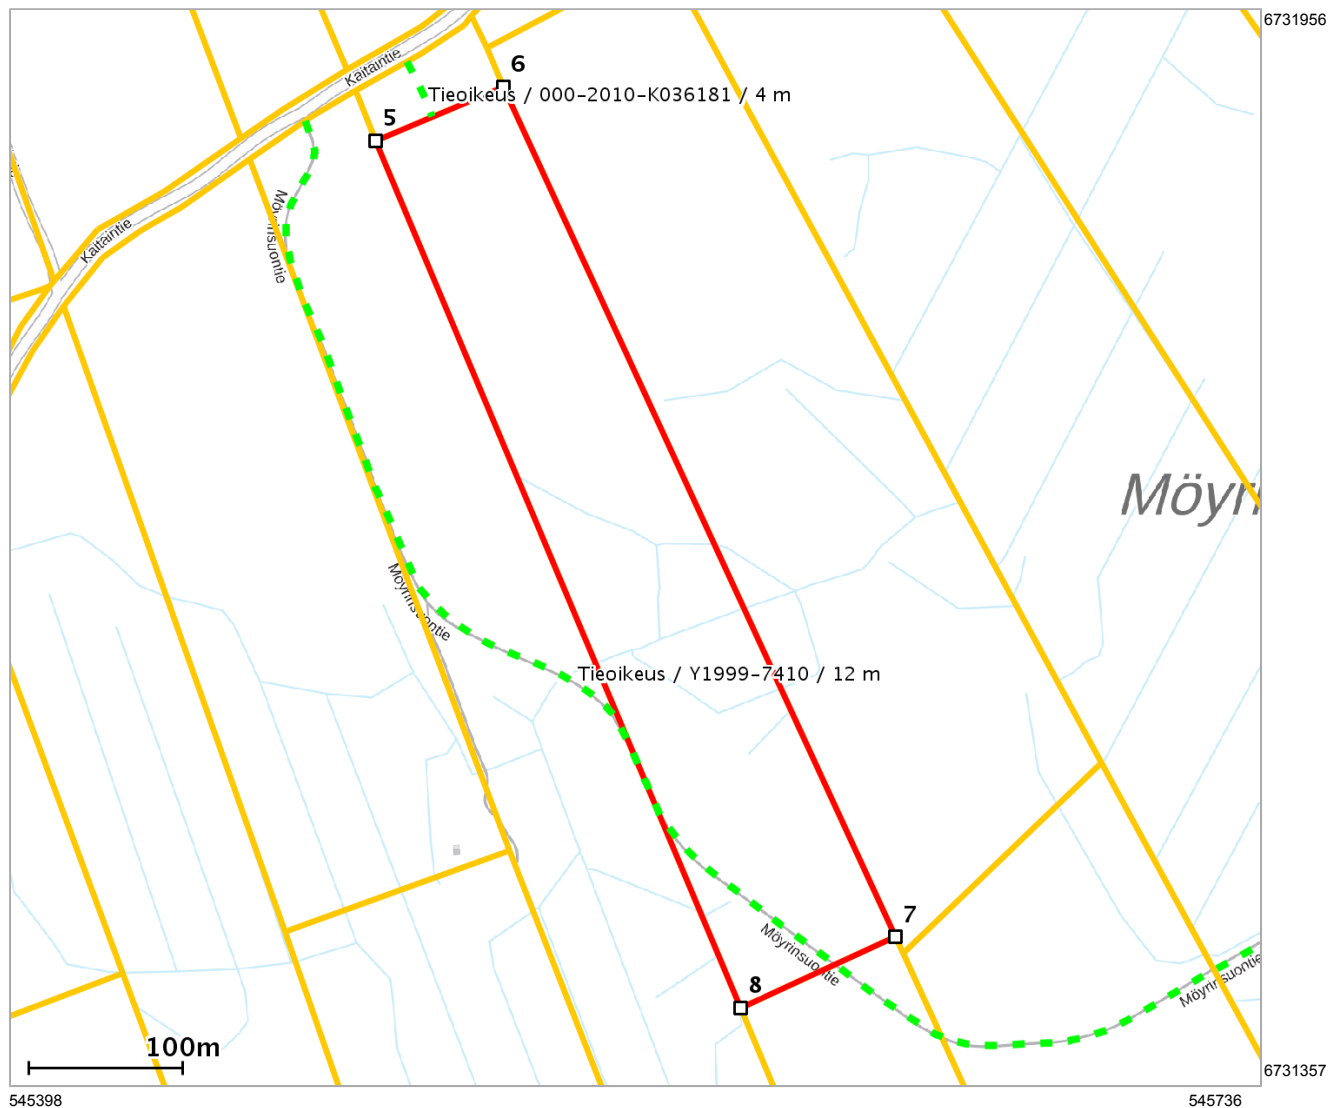 6731956
Kaitaintie
6
Tieoikeus / 000-2010-K036181 / 4 m
5
Kaitaintie
Möyrinsuontie
Möyri
Möyrinsuontie
Tieoikeus / Y1999-7410 / 12 m
7
Möyrinsuontie
Möyrinsuontie
8
100m
6731357
545398
545736